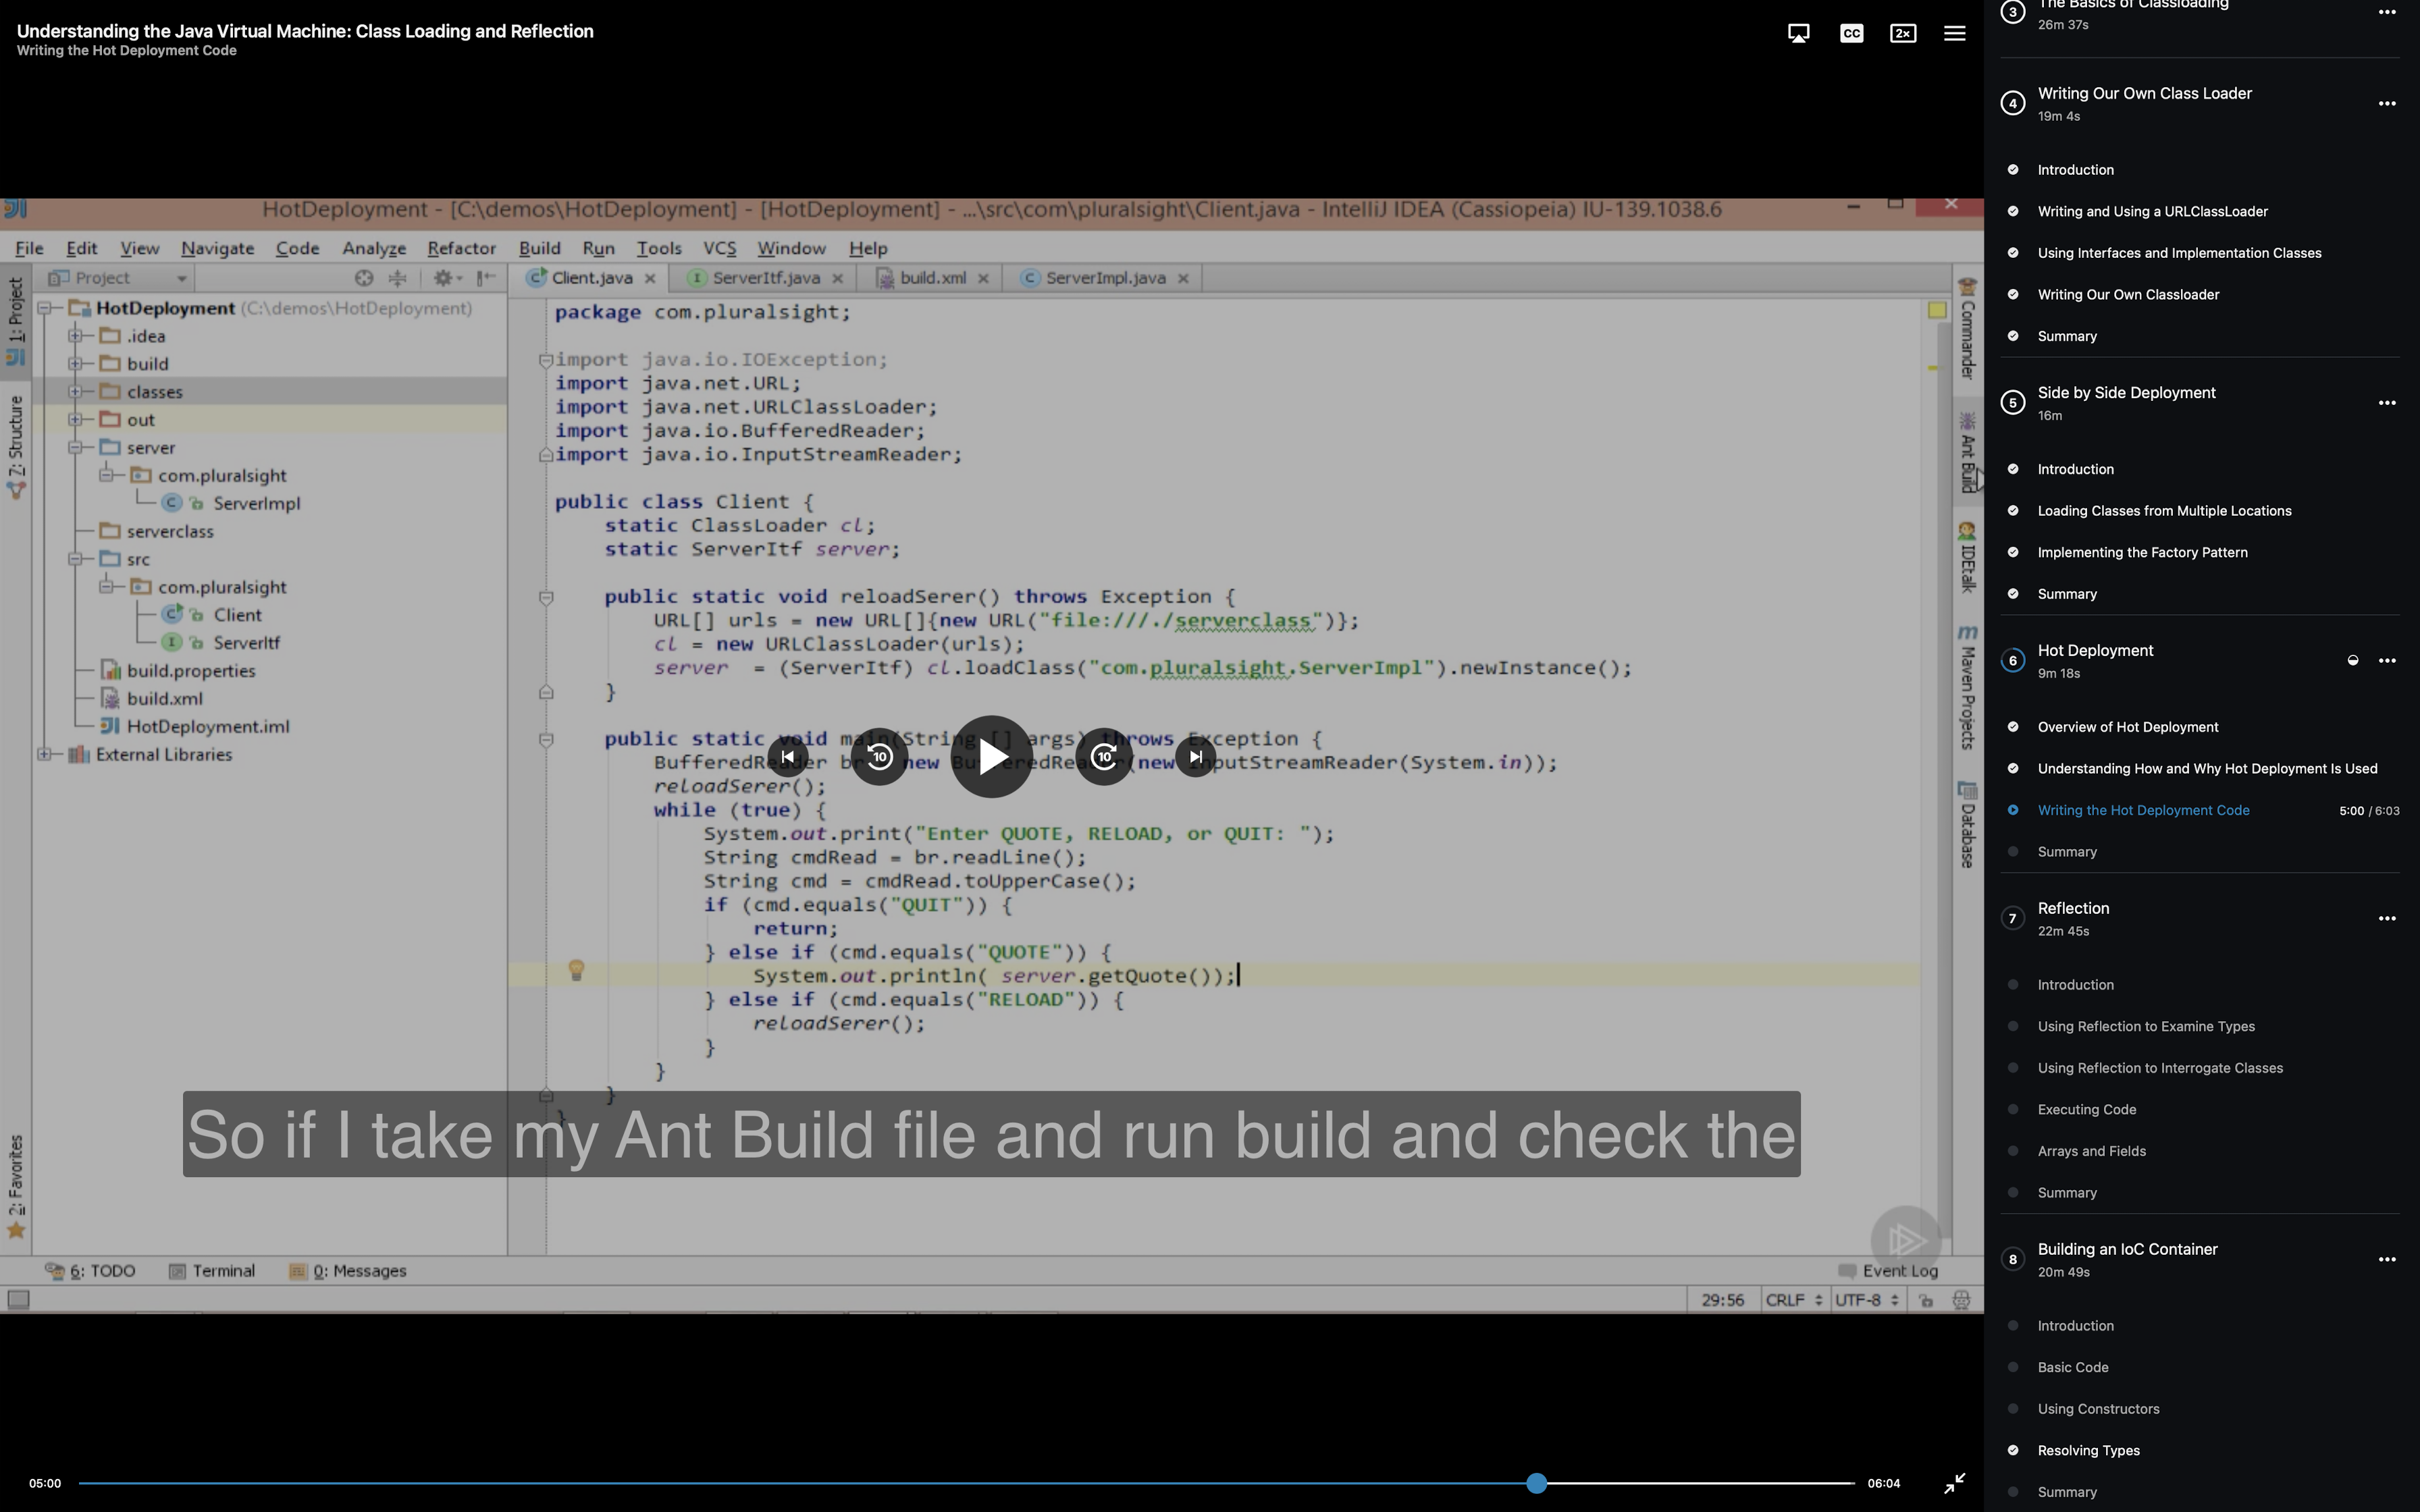 Understanding the Java Virtual Machine: Class Loading and Reflection
Writing the Hot Deployment Code
CC
2x
HotDeployment - [C:\demos\HotDeployment] - [HotDeployment] - ...\src\com\pluralsight\Client.java - IntelliJ IDEA (Cassiopeia) IU-139.1038.6
File Edit View Navigate Code Analyze Refactor Build Run Tools VCS Window Help
1: Project
7: Structure
2: Favorites
Project
HotDeployment (C:\demos\HotDeployment)
.idea
build
classes
out
server
com.pluralsight
ServerImpl
serverclass
src
com.pluralsight
Client
ServerItf
build.properties
build.xml
HotDeployment.iml
External Libraries
Client.java ServerItf.java build.xml ServerImpl.java
package com.pluralsight;
import java.io.IOException;
import java.net.URL;
import java.net.URLClassLoader;
import java.io.BufferedReader;
import java.io.InputStreamReader;
public class Client {
static ClassLoader cl;
static ServerItf server;
public static void reloadSerer() throws Exception {
URL[] urls = new URL[]{new URL("file:///./serverclass")};
cl = new URLClassLoader(urls);
server = (ServerItf) cl.loadClass("com.pluralsight.ServerImpl").newInstance();
}
public static void main(String [] args) throws Exception {
BufferedReader br = new BufferedReader(new InputStreamReader(System.in));
reloadSerer();
while (true) {
System.out.print("Enter QUOTE, RELOAD, or QUIT: ");
String cmdRead = br.readLine();
String cmd = cmdRead.toUpperCase();
if (cmd.equals("QUIT")) {
return;
} else if (cmd.equals("QUOTE")) {
System.out.println( server.getQuote());
} else if (cmd.equals("RELOAD")) {
reloadSerer();
}
}
}
}
10
10
So if I take my Ant Build file and run build and check the
Commander
Ant Build
IDEtalk
Maven Projects
Database
6: TODO Terminal 0: Messages Event Log
29:56 CRLF UTF-8
05:00
06:04
3
The Basics of Classloading
26m 37s
4
Writing Our Own Class Loader
19m 4s
Introduction
Writing and Using a URLClassLoader
Using Interfaces and Implementation Classes
Writing Our Own Classloader
Summary
5
Side by Side Deployment
16m
Introduction
Loading Classes from Multiple Locations
Implementing the Factory Pattern
Summary
6
Hot Deployment
9m 18s
Overview of Hot Deployment
Understanding How and Why Hot Deployment Is Used
Writing the Hot Deployment Code 5:00 / 6:03
Summary
7
Reflection
22m 45s
Introduction
Using Reflection to Examine Types
Using Reflection to Interrogate Classes
Executing Code
Arrays and Fields
Summary
8
Building an IoC Container
20m 49s
Introduction
Basic Code
Using Constructors
Resolving Types
Summary